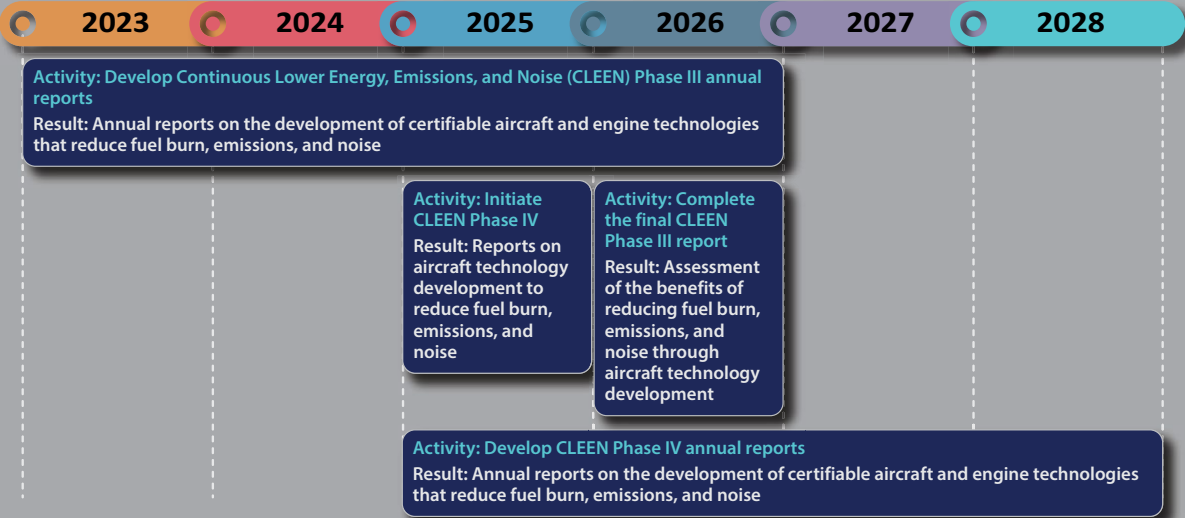 2023 2024 2025 2026 2027 2028
Activity: Develop Continuous Lower Energy, Emissions, and Noise (CLEEN) Phase III annual
reports
Result: Annual reports on the development of certifiable aircraft and engine technologies
that reduce fuel burn, emissions, and noise
Activity: Initiate
CLEEN Phase IV
Result: Reports on
aircraft technology
development to
reduce fuel burn,
emissions, and
noise
Activity: Complete
the final CLEEN
Phase III report
Result: Assessment
of the benefits of
reducing fuel burn,
emissions, and
noise through
aircraft technology
development
Activity: Develop CLEEN Phase IV annual reports
Result: Annual reports on the development of certifiable aircraft and engine technologies
that reduce fuel burn, emissions, and noise